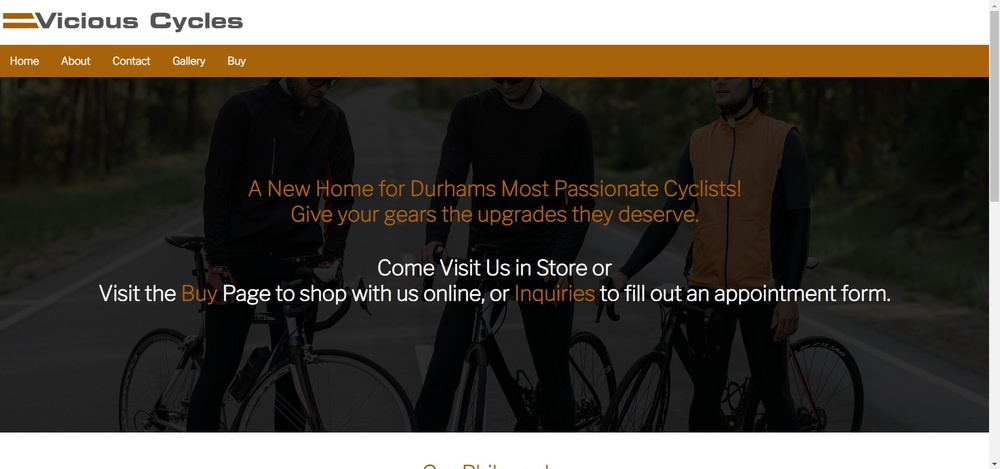 Vicious Cycles
Home About Contact Gallery Buy
A New Home for Durhams Most Passionate Cyclists!
Give your gears the upgrades they deserve.
Come Visit Us in Store or
Visit the Buy Page to shop with us online, or Inquiries to fill out an appointment form.